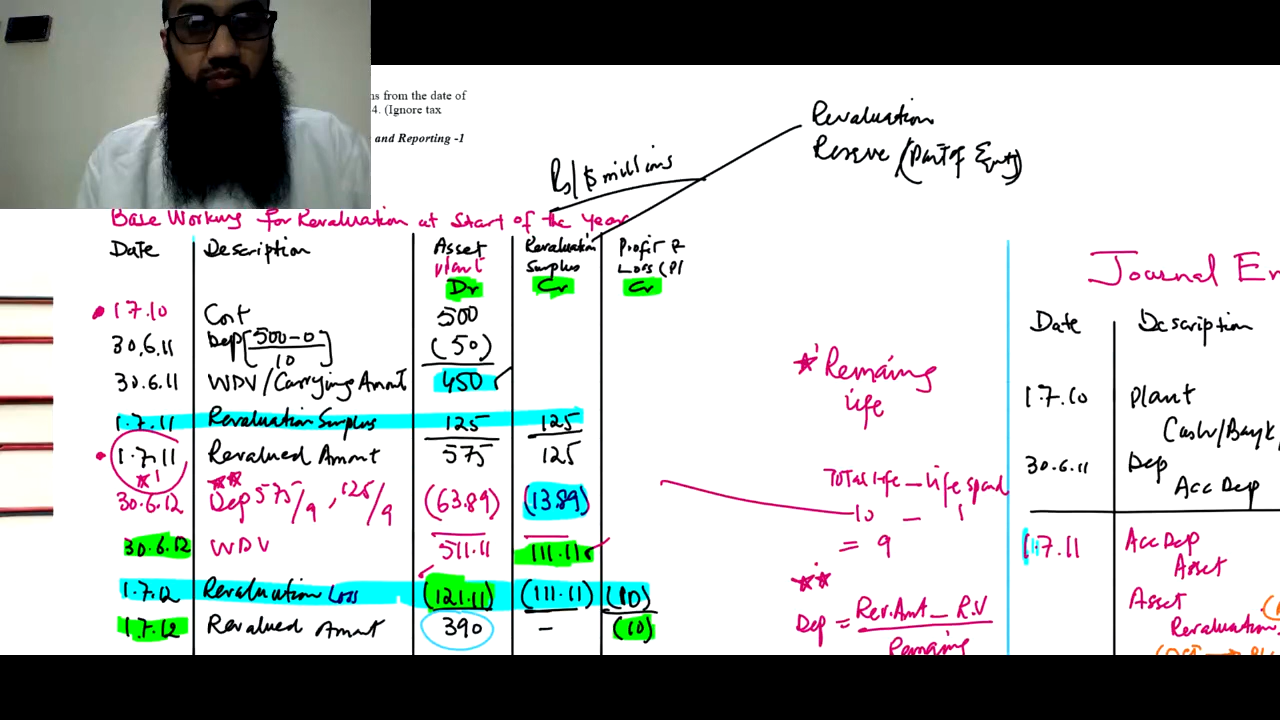 ns from the date of
4. (Ignore tax
and Reporting -1
Revaluation
Reserve (Part of Equity)
Rs/$ millions
Base Working for Revaluation at Start of the Year
Date Description Asset Revaluation Profit &
Plant Surplus Loss (Pl
Dr Cr Cr
1.7.10 Cost 500
30.6.11 Dep [500-0/10] (50)
30.6.11 WDV/Carrying Amount 450
1.7.11 Revaluation Surplus 125 125
1.7.11 Revalued Amount 575 125
★1 ★★
30.6.12 Dep 575/9, 125/9 (63.89) (13.89)
30.6.12 WDV 511.11 111.11
1.7.12 Revaluation Loss (121.11) (111.11) (10)
1.7.12 Revalued Amount 390 - (10)
★1 Remaing
life
Total life - life spend
10 - 1
= 9
★★
Dep = Rev.Amt - R.V
Remaing
Journal En
Date Description
1.7.10 Plant
Cash/Bank
30.6.11 Dep
Acc Dep
1.7.11 Acc Dep
Asset
Asset
Revaluation